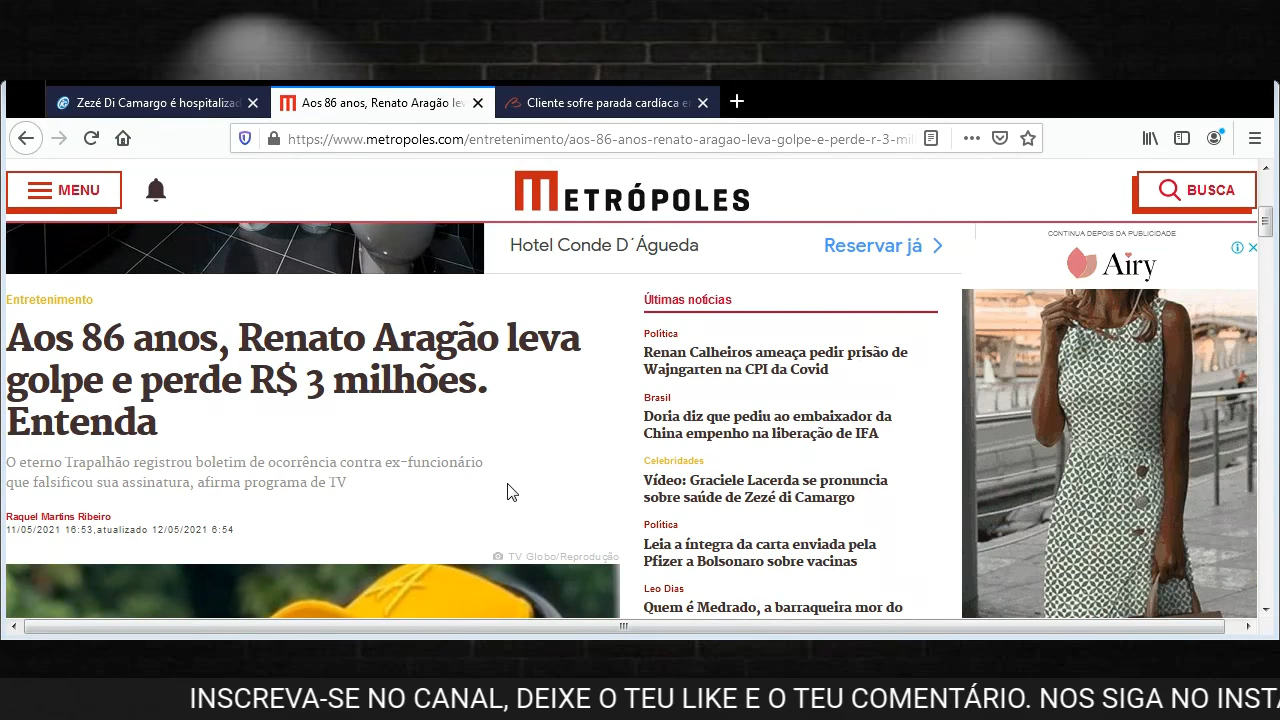 Zezé Di Camargo é hospitalizad
Aos 86 anos, Renato Aragão lev
Cliente sofre parada cardíaca e
https://www.metropoles.com/entretenimento/aos-86-anos-renato-aragao-leva-golpe-e-perde-r-3-mil
MENU
METRÓPOLES
BUSCA
Hotel Conde D´Águeda
Reservar já
CONTINUA DEPOIS DA PUBLICIDADE
Airy
Entretenimento
Aos 86 anos, Renato Aragão leva
golpe e perde R$ 3 milhões.
Entenda
O eterno Trapalhão registrou boletim de ocorrência contra ex-funcionário
que falsificou sua assinatura, afirma programa de TV
Raquel Martins Ribeiro
11/05/2021 16:53,atualizado 12/05/2021 6:54
TV Globo/Reprodução
Últimas notícias
Política
Renan Calheiros ameaça pedir prisão de
Wajngarten na CPI da Covid
Brasil
Doria diz que pediu ao embaixador da
China empenho na liberação de IFA
Celebridades
Vídeo: Graciele Lacerda se pronuncia
sobre saúde de Zezé di Camargo
Política
Leia a íntegra da carta enviada pela
Pfizer a Bolsonaro sobre vacinas
Leo Dias
Quem é Medrado, a barraqueira mor do
INSCREVA-SE NO CANAL, DEIXE O TEU LIKE E O TEU COMENTÁRIO. NOS SIGA NO INSTA